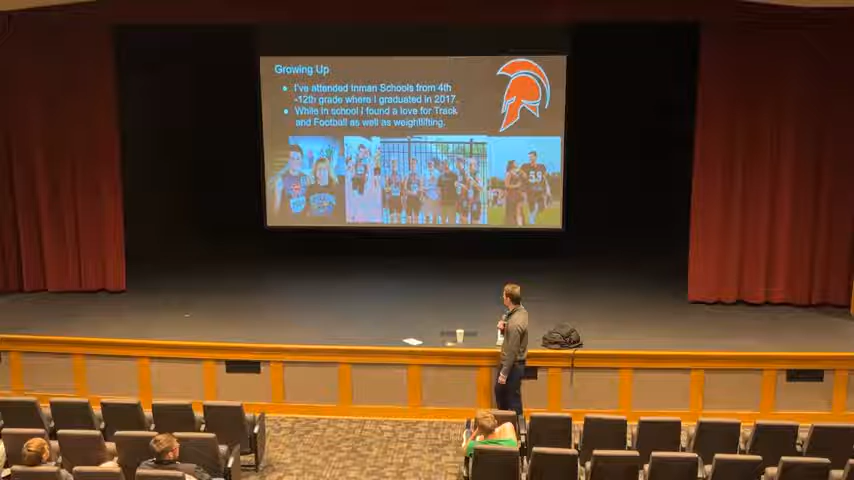 Growing Up
● I've attended Inman Schools from 4th
-12th grade where I graduated in 2017.
● While in school I found a love for Track
and Football as well as weightlifting.
59